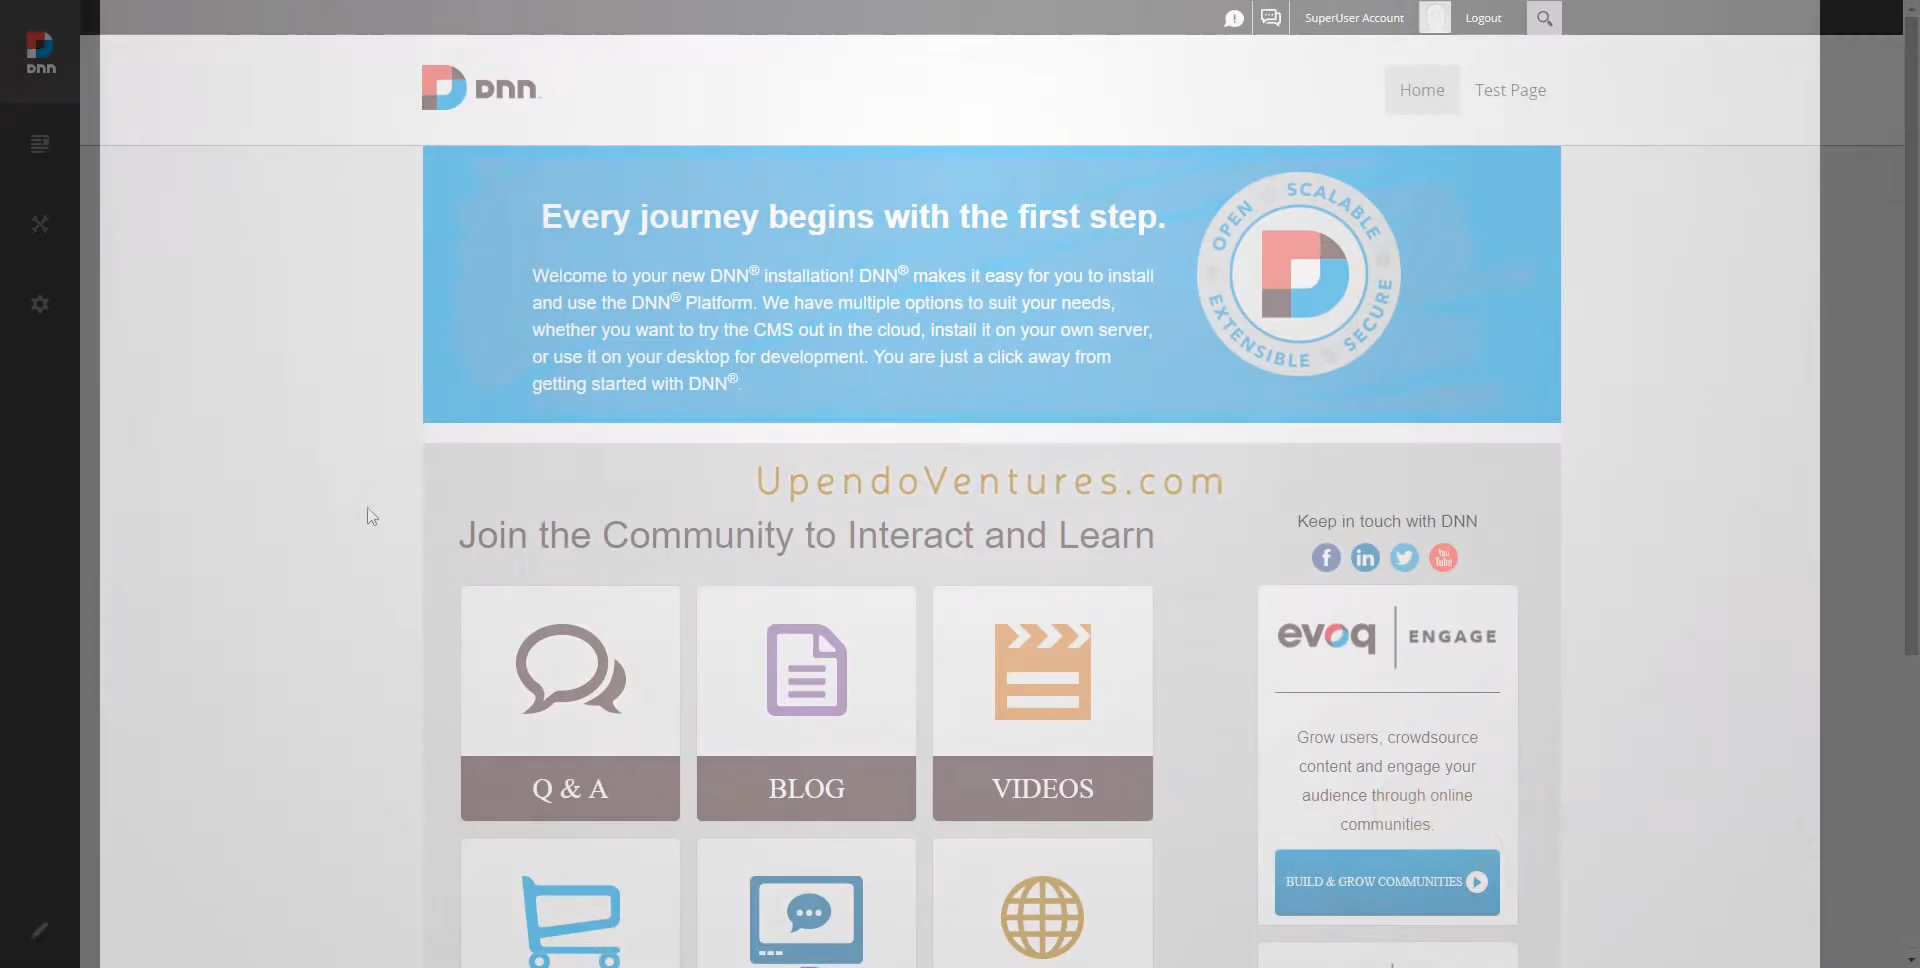 SuperUser Account
Logout
DNN
DNN
Home
Test Page
Every journey begins with the first step.
Welcome to your new DNN® installation! DNN® makes it easy for you to install
and use the DNN® Platform. We have multiple options to suit your needs,
whether you want to try the CMS out in the cloud, install it on your own server,
or use it on your desktop for development. You are just a click away from
getting started with DNN®.
OPEN SCALABLE SECURE EXTENSIBLE
UpendoVentures.com
Join the Community to Interact and Learn
Keep in touch with DNN
f
in
You
Tube
Q & A
BLOG
VIDEOS
evoq
ENGAGE
Grow users, crowdsource
content and engage your
audience through online
communities.
BUILD & GROW COMMUNITIES